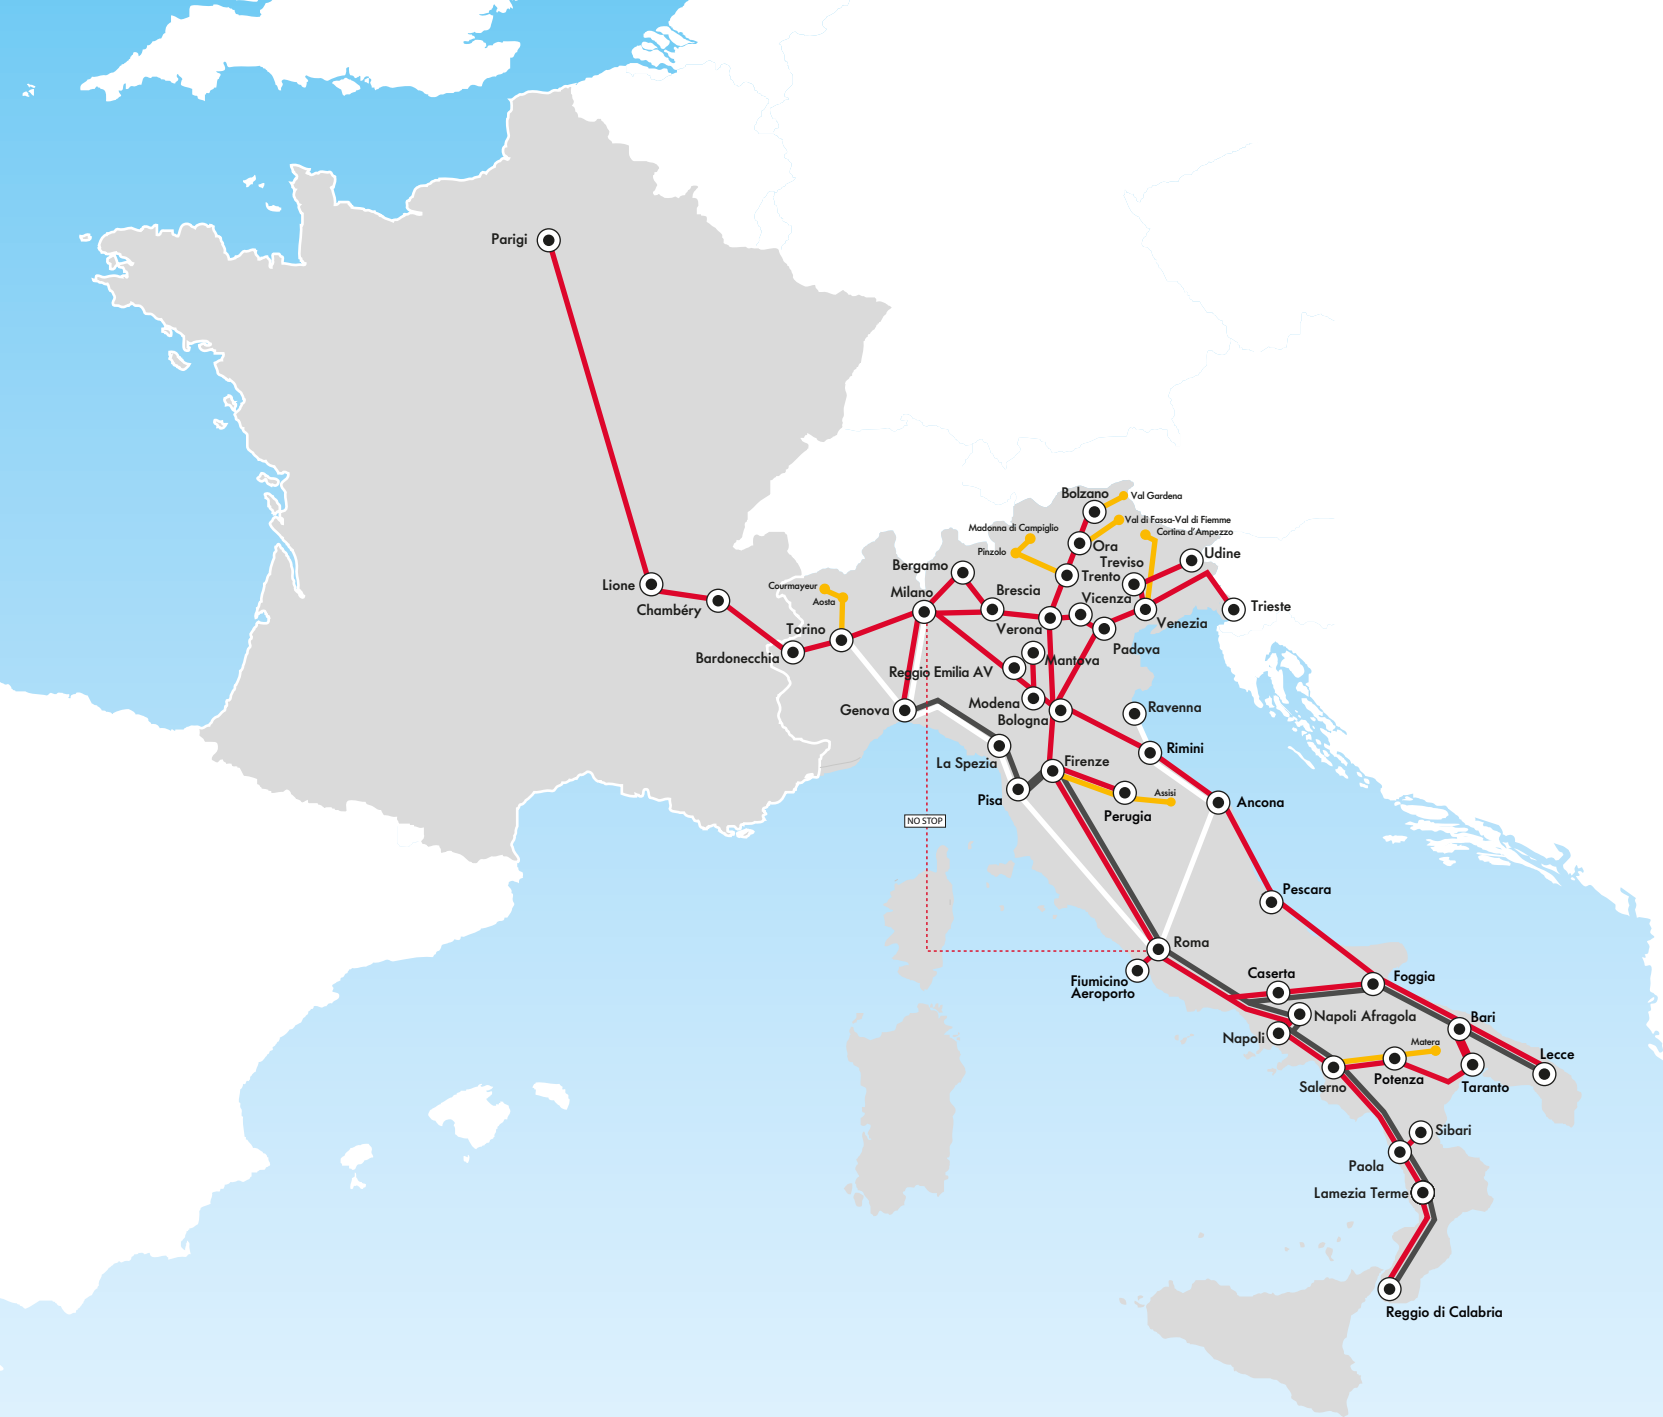 Parigi
Bolzano
Val Gardena
Val di Fassa-Val di Fiemme
Madonna di Campiglio
Cortina d'Ampezzo
Pinzolo
Ora
Udine
Treviso
Bergamo
Trento
Lione
Courmayeur
Brescia
Milano
Vicenza
Aosta
Chambéry
Trieste
Torino
Verona
Venezia
Padova
Bardonecchia
Mantova
Reggio Emilia AV
Modena
Genova
Ravenna
Bologna
Rimini
La Spezia
Firenze
Assisi
Pisa
Ancona
Perugia
NO STOP
Pescara
Roma
Caserta
Foggia
Fiumicino
Aeroporto
Napoli Afragola
Bari
Napoli
Matera
Lecce
Potenza
Salerno
Taranto
Sibari
Paola
Lamezia Terme
Reggio di Calabria